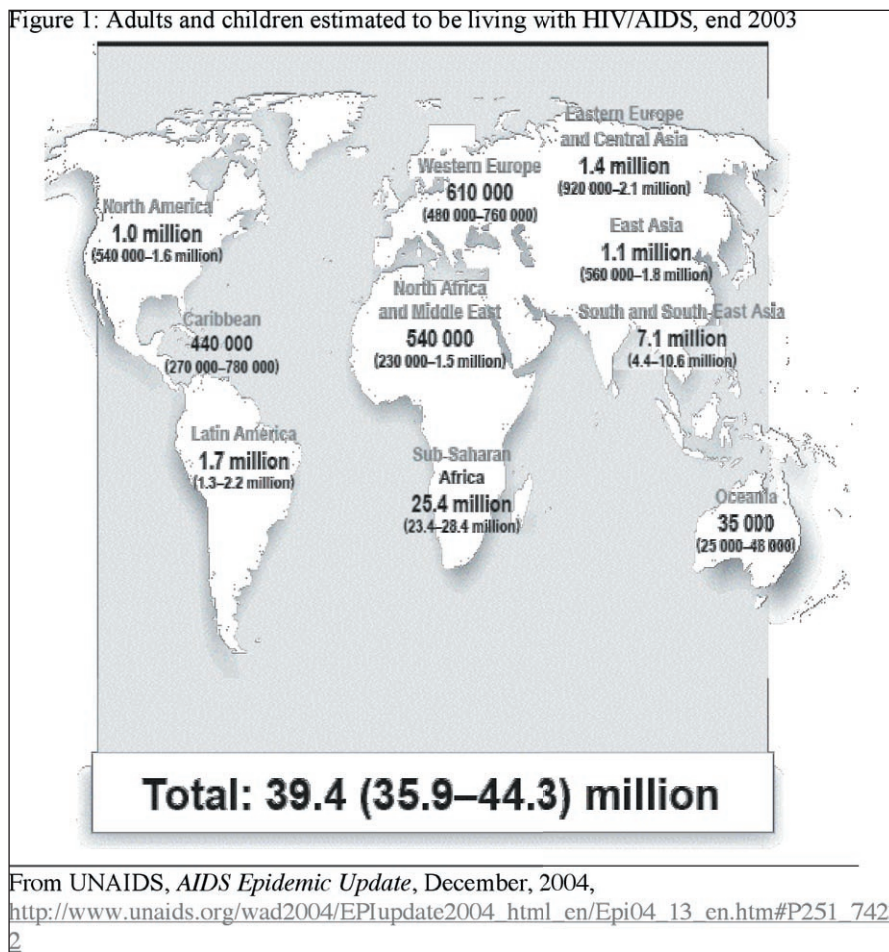 Figure 1: Adults and children estimated to be living with HIV/AIDS, end 2003
Eastern Europe
and Central Asia
1.4 million
(920 000–2.1 million)
Western Europe
610 000
(480 000–760 000)
North America
1.0 million
(540 000–1.6 million)
East Asia
1.1 million
(560 000–1.8 million)
North Africa
and Middle East
540 000
(230 000–1.5 million)
South and South-East Asia
7.1 million
(4.4–10.6 million)
Caribbean
440 000
(270 000–780 000)
Latin America
1.7 million
(1.3–2.2 million)
Sub-Saharan
Africa
25.4 million
(23.4–28.4 million)
Oceania
35 000
(25 000–48 000)
Total: 39.4 (35.9–44.3) million
From UNAIDS, AIDS Epidemic Update, December, 2004,
http://www.unaids.org/wad2004/EPIupdate2004_html_en/Epi04_13_en.htm#P251_742
2